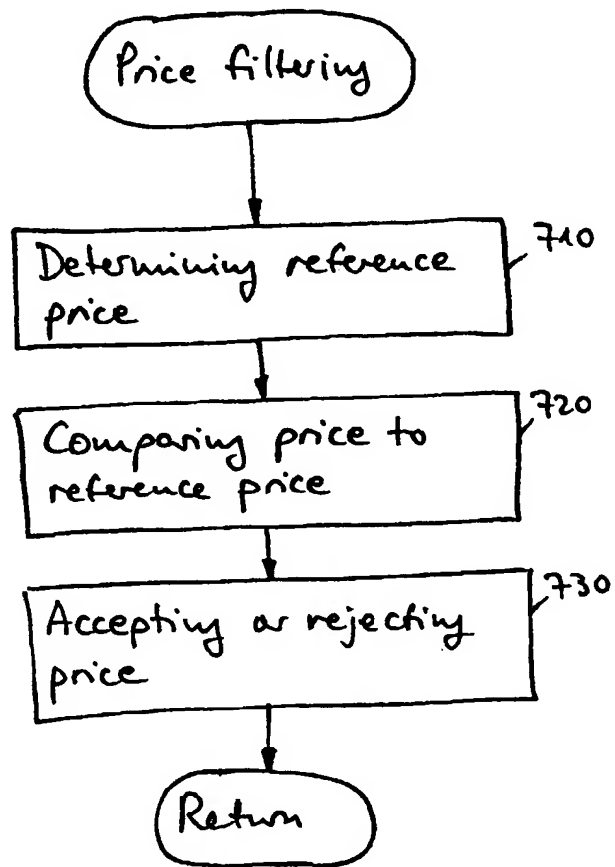 Price filtering
710
Determining reference
price
720
Comparing price to
reference price
730
Accepting or rejecting
price
Return